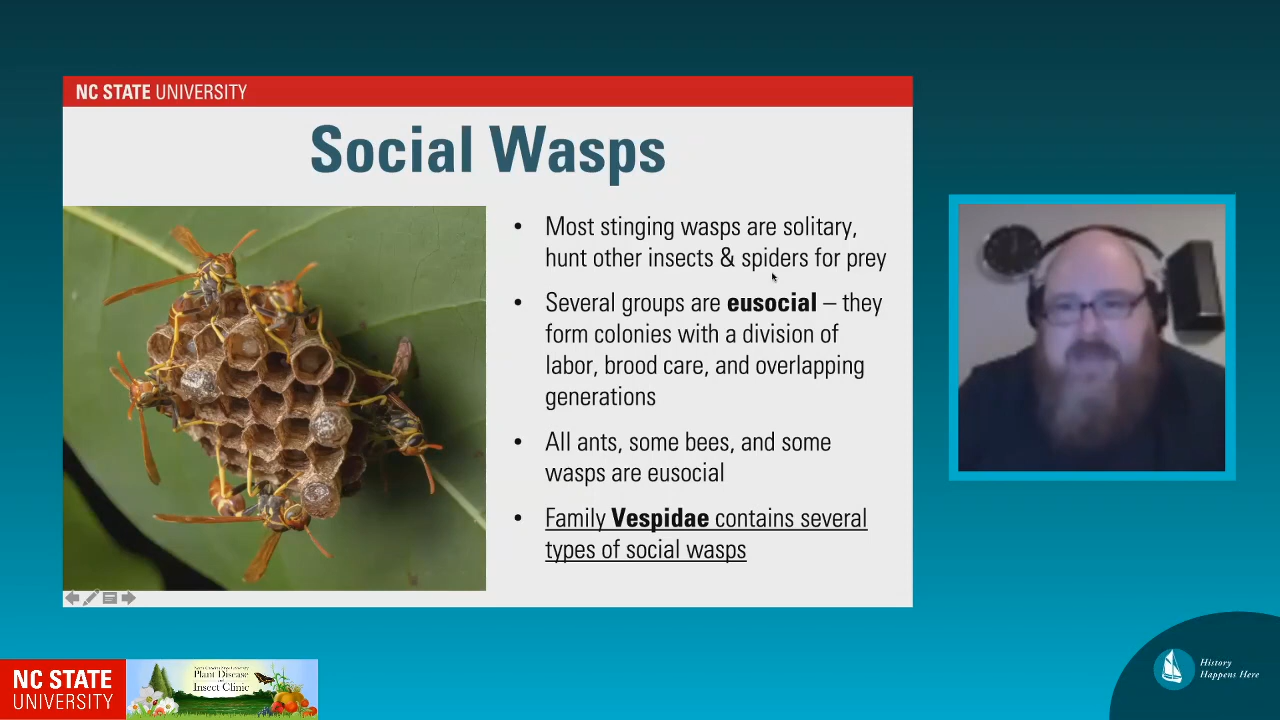 NC STATE UNIVERSITY
Social Wasps
• Most stinging wasps are solitary,
hunt other insects & spiders for prey
• Several groups are eusocial – they
form colonies with a division of
labor, brood care, and overlapping
generations
• All ants, some bees, and some
wasps are eusocial
• Family Vespidae contains several
types of social wasps
NC STATE
UNIVERSITY
Plant Disease
Insect Clinic
History
Happens Here